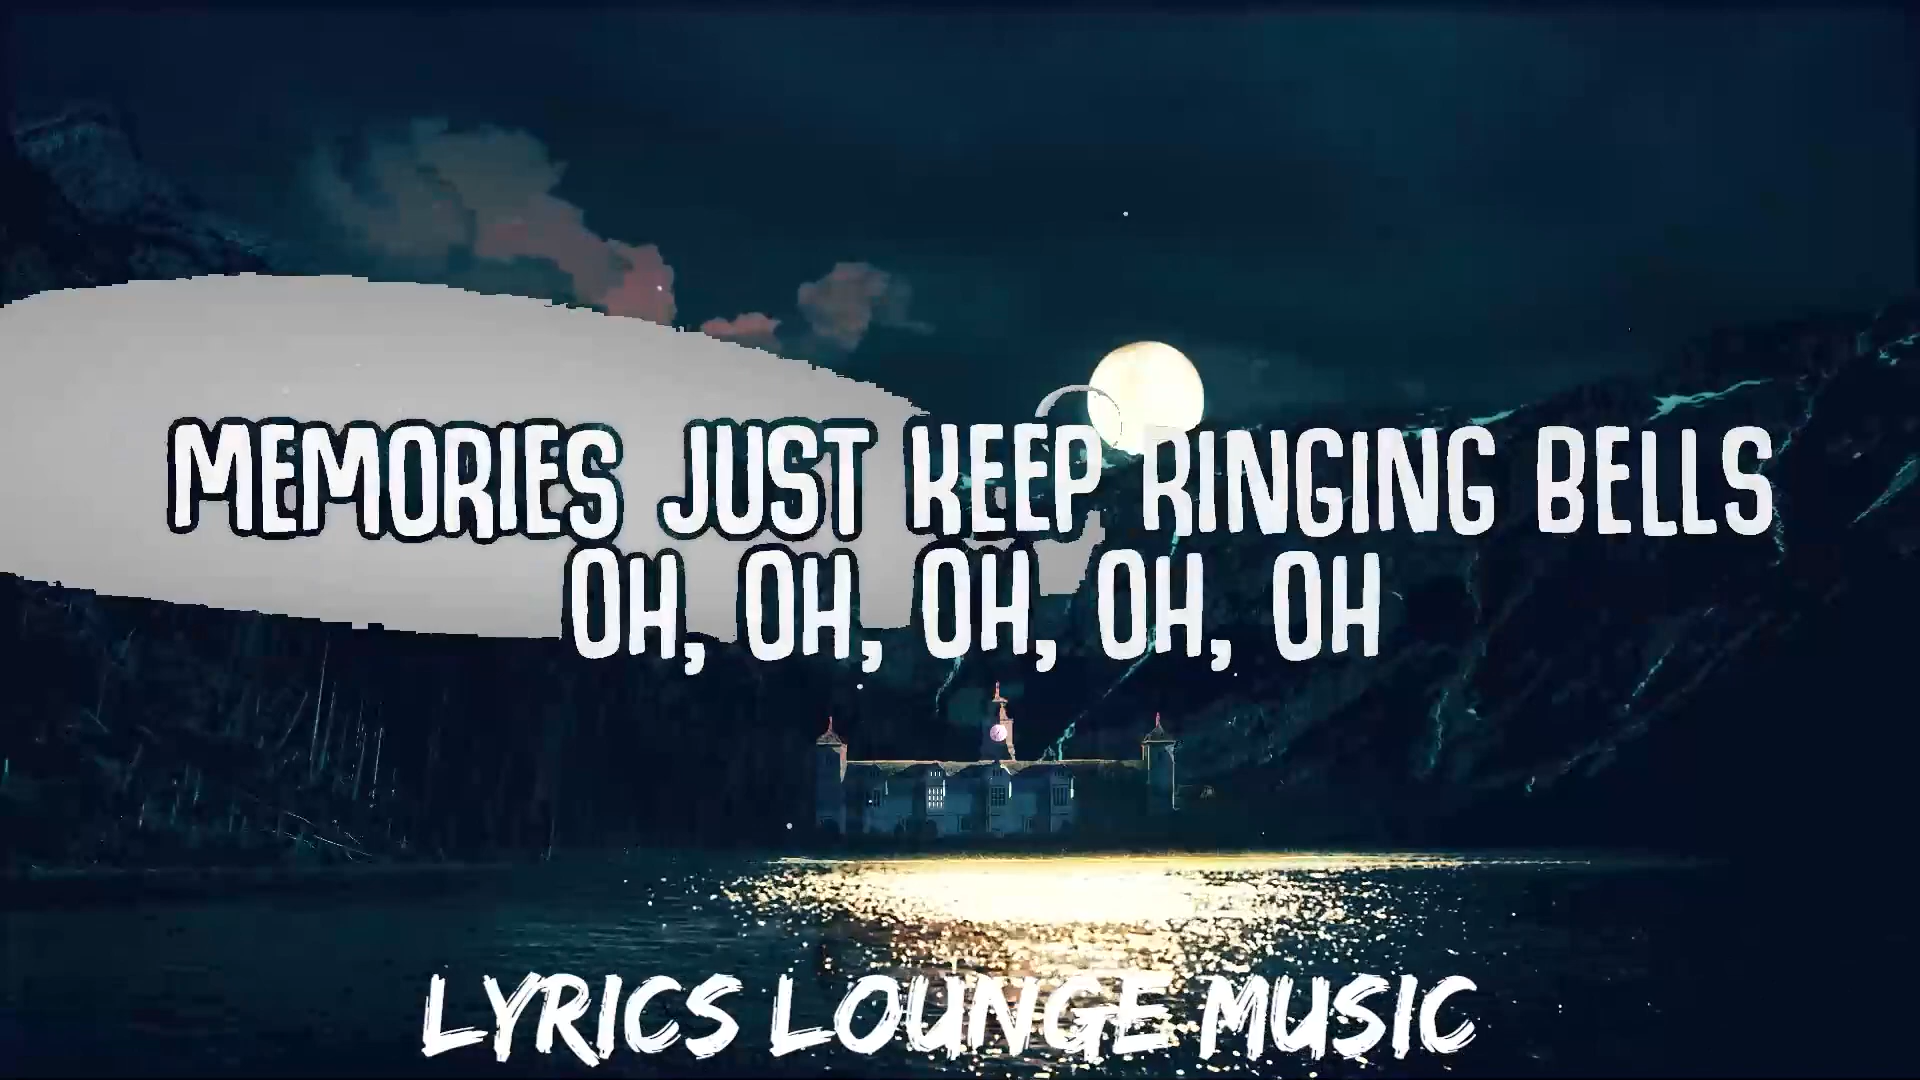 MEMORIES JUST KEEP RINGING BELLS
OH, OH, OH, OH, OH
LYRICS LOUNGE MUSIC